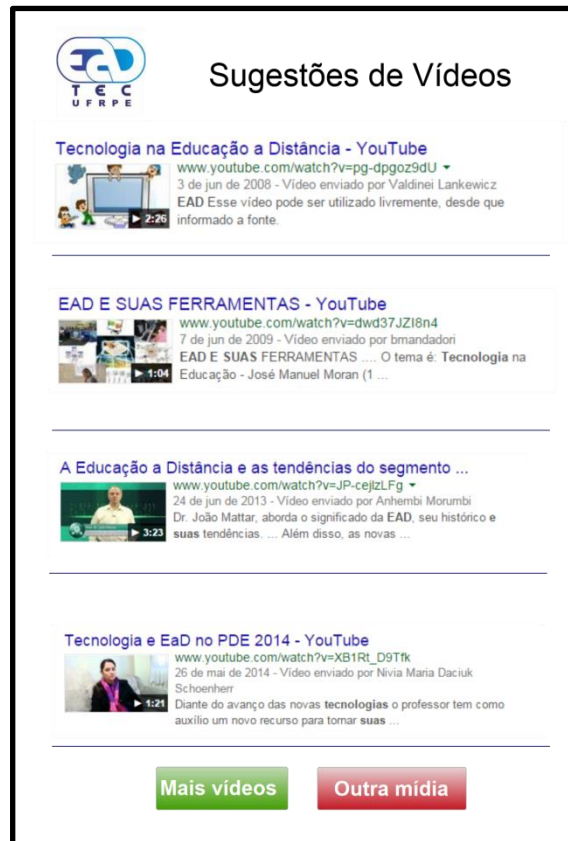 EAD
TEC
UFRPE
Sugestões de Vídeos
Tecnologia na Educação a Distância - YouTube
www.youtube.com/watch?v=pg-dpgoz9dU
3 de jun de 2008 - Vídeo enviado por Valdinei Lankewicz
EAD Esse vídeo pode ser utilizado livremente, desde que
informado a fonte.
2:26
EAD E SUAS FERRAMENTAS - YouTube
www.youtube.com/watch?v=dwd37JZI8n4
7 de jun de 2009 - Vídeo enviado por bmandadori
EAD E SUAS FERRAMENTAS .... O tema é: Tecnologia na
Educação - José Manuel Moran (1 ...
1:04
A Educação a Distância e as tendências do segmento ...
www.youtube.com/watch?v=JP-cejlzLFg
24 de jun de 2013 - Vídeo enviado por Anhembi Morumbi
Dr. João Mattar, aborda o significado da EAD, seu histórico e
suas tendências. ... Além disso, as novas ...
3:23
Tecnologia e EaD no PDE 2014 - YouTube
www.youtube.com/watch?v=XB1Rt_D9Tfk
26 de mai de 2014 - Vídeo enviado por Nivia Maria Daciuk
Schoenherr
Diante do avanço das novas tecnologias o professor tem como
auxílio um novo recurso para tornar suas ...
1:21
Mais vídeos
Outra mídia